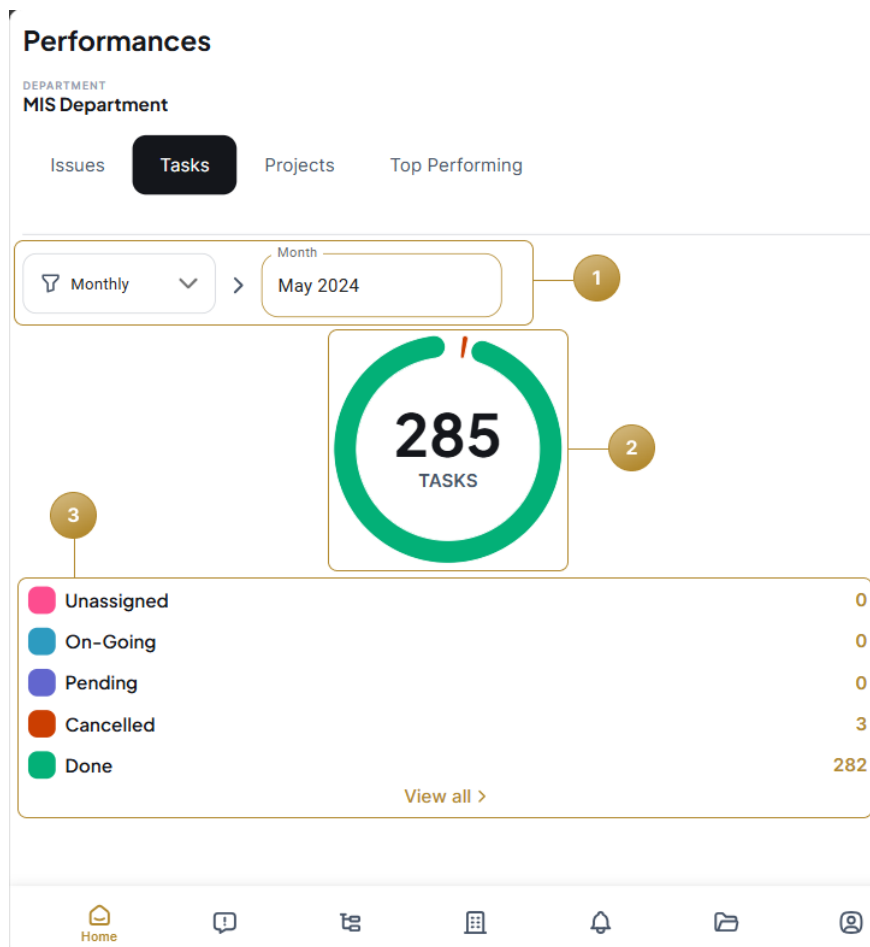 Performances
DEPARTMENT
MIS Department
Issues Tasks Projects Top Performing
Month
Monthly May 2024 1
285
TASKS
2
3
Unassigned 0
On-Going 0
Pending 0
Cancelled 3
Done 282
View all
Home